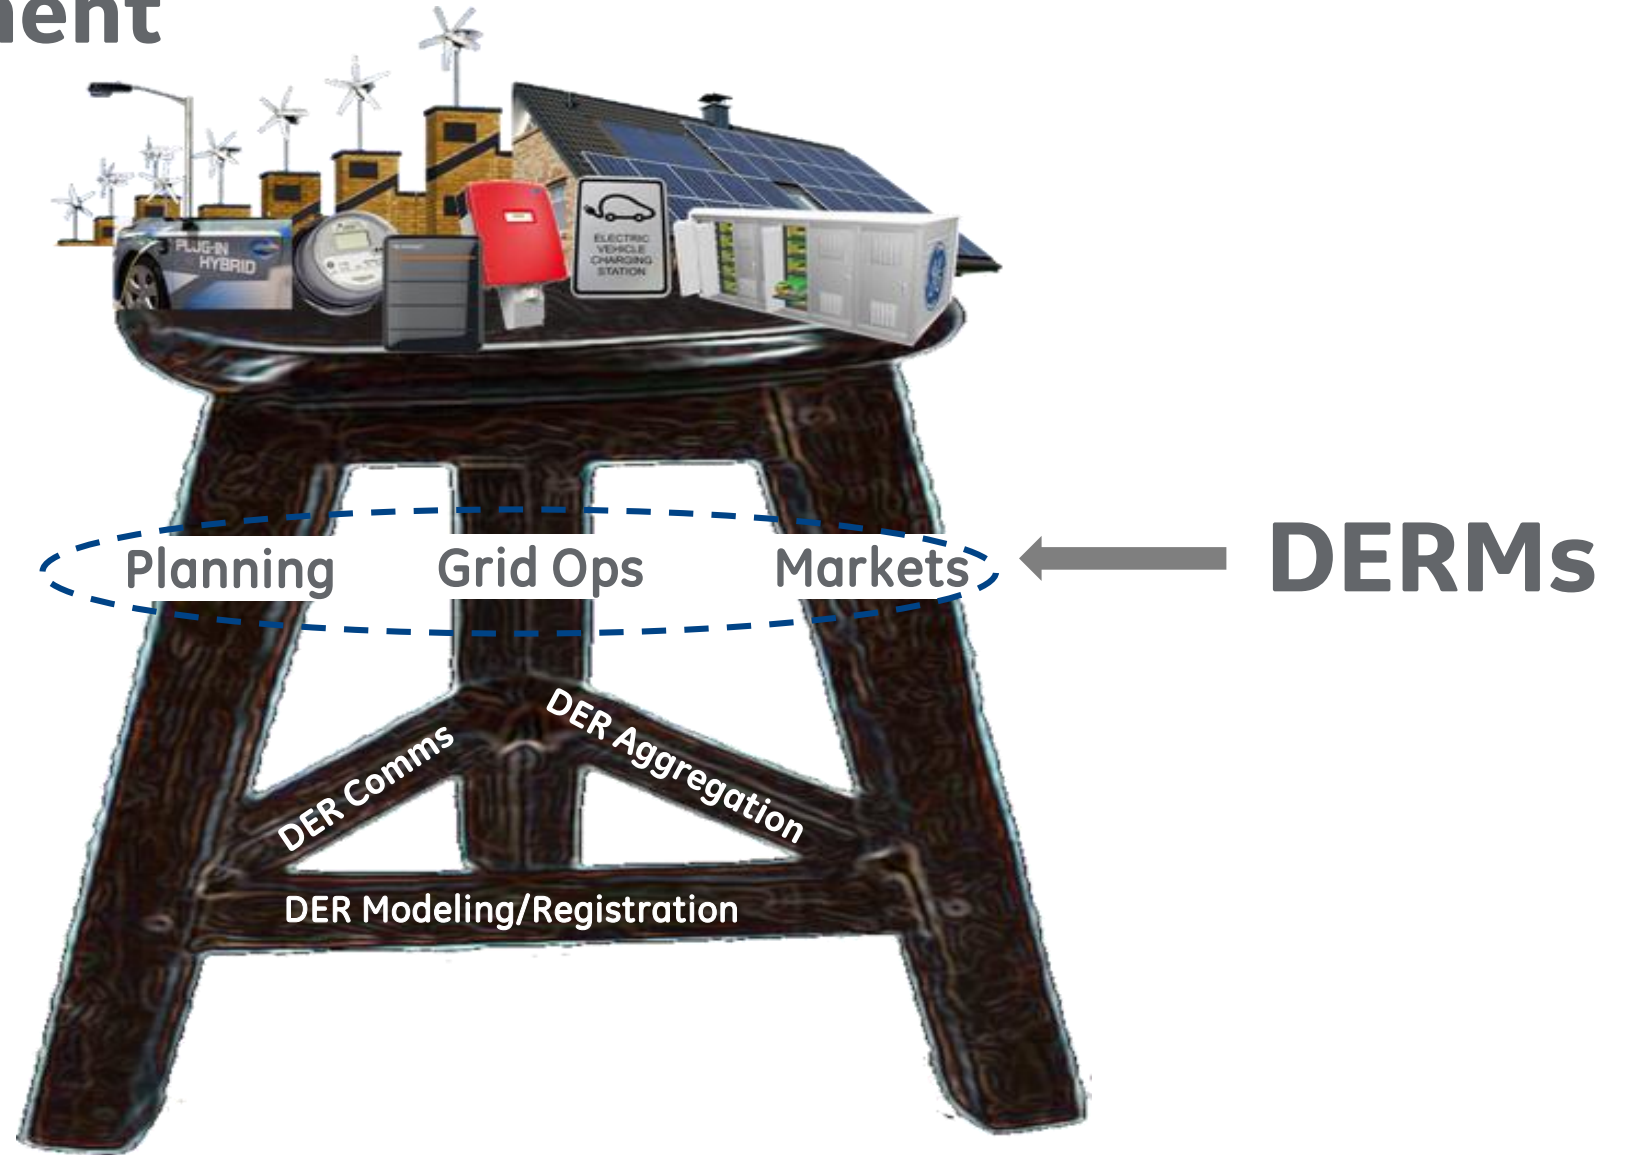 nent
PLUG-IN
HYBRID
ELECTRIC
VEHICLE
CHARGING
STATION
Planning
Grid Ops
Markets
DERMs
DER Comms
DER Aggregation
DER Modeling/Registration